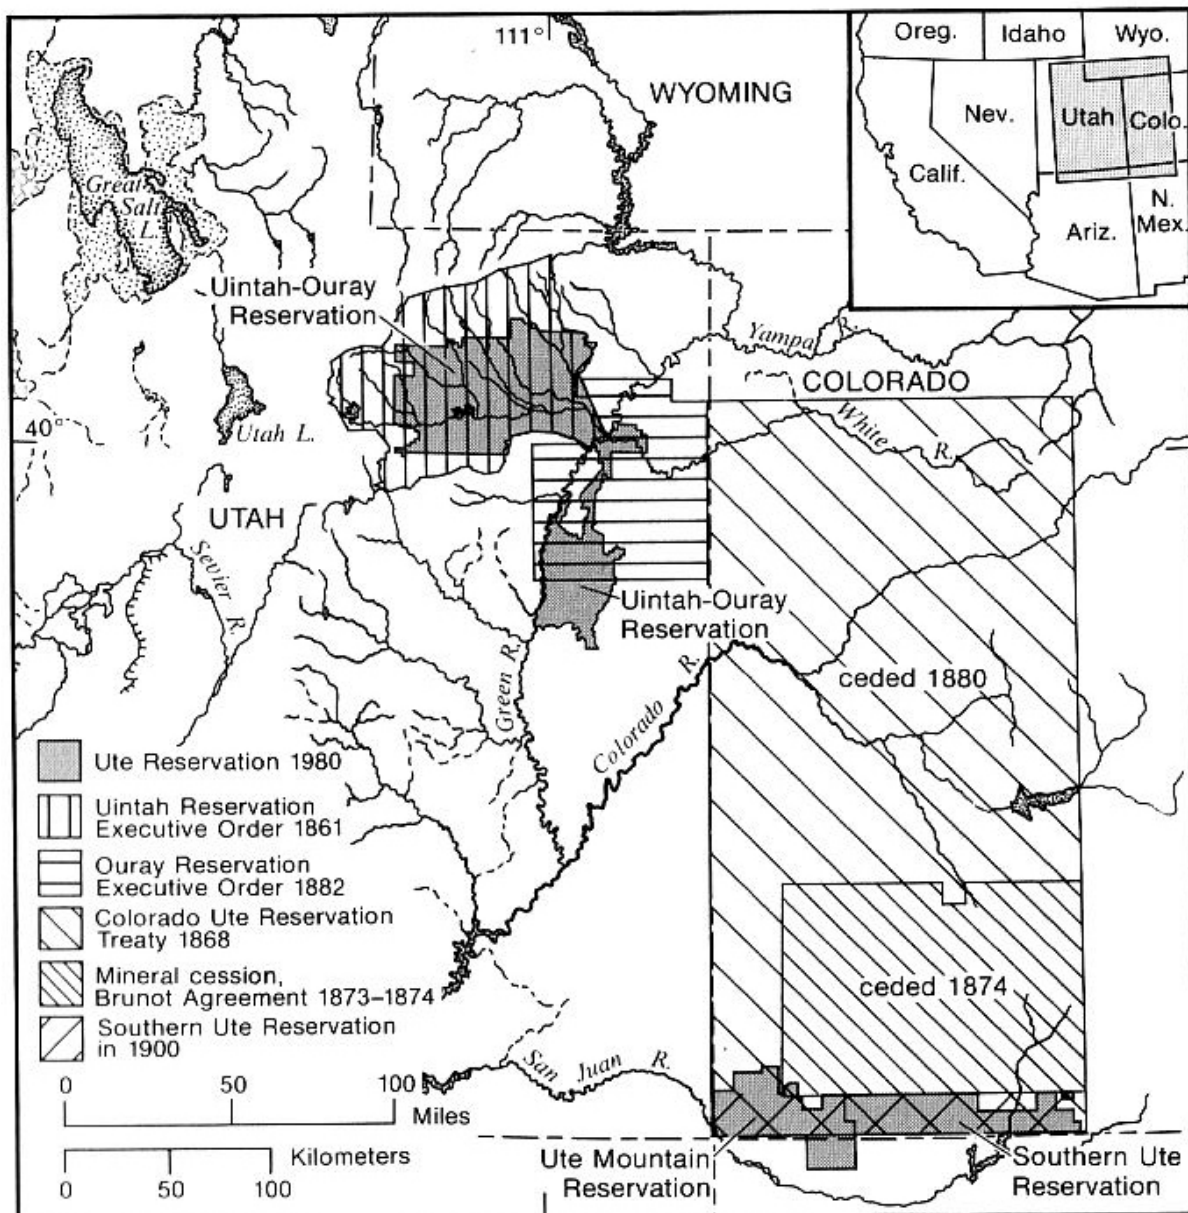 111°
WYOMING
Oreg.
Idaho
Wyo.
Nev.
Utah
Colo.
Calif.
Ariz.
N.
Mex.
Great
Salt
L.
Uintah-Ouray
Reservation
Yampa R.
COLORADO
White R.
40°
Utah L.
UTAH
Sevier R.
Uintah-Ouray
Reservation
Green R.
Colorado R.
ceded 1880
ceded 1874
Ute Reservation 1980
Uintah Reservation
Executive Order 1861
Ouray Reservation
Executive Order 1882
Colorado Ute Reservation
Treaty 1868
Mineral cession,
Brunot Agreement 1873–1874
Southern Ute Reservation
in 1900
San Juan R.
0 50 100
Miles
Kilometers
0 50 100
Ute Mountain
Reservation
Southern Ute
Reservation